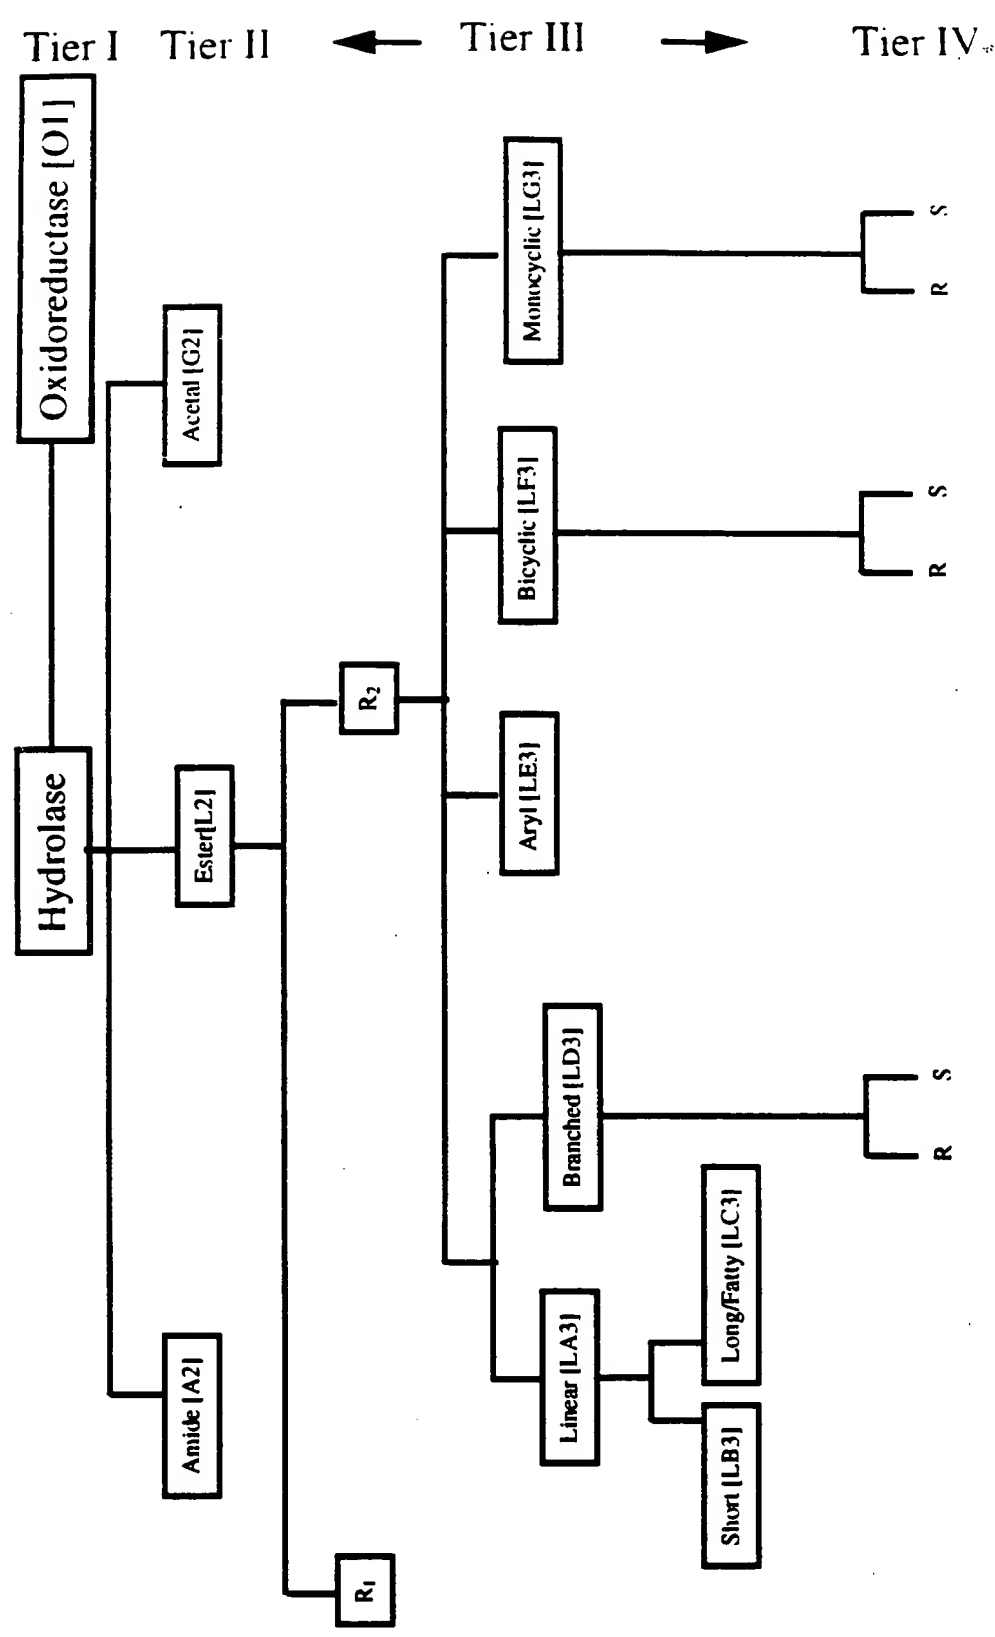 Tier I
Tier II
Tier III
Tier IV
Oxidoreductase [O1]
Hydrolase
Acetal [G2]
Ester[L2]
Amide [A2]
R2
R1
Monocyclic [LG3]
Bicyclic [LF3]
Aryl [LE3]
Branched [LD3]
Linear [LA3]
Long/Fatty [LC3]
Short [LB3]
S
R
S
R
S
R